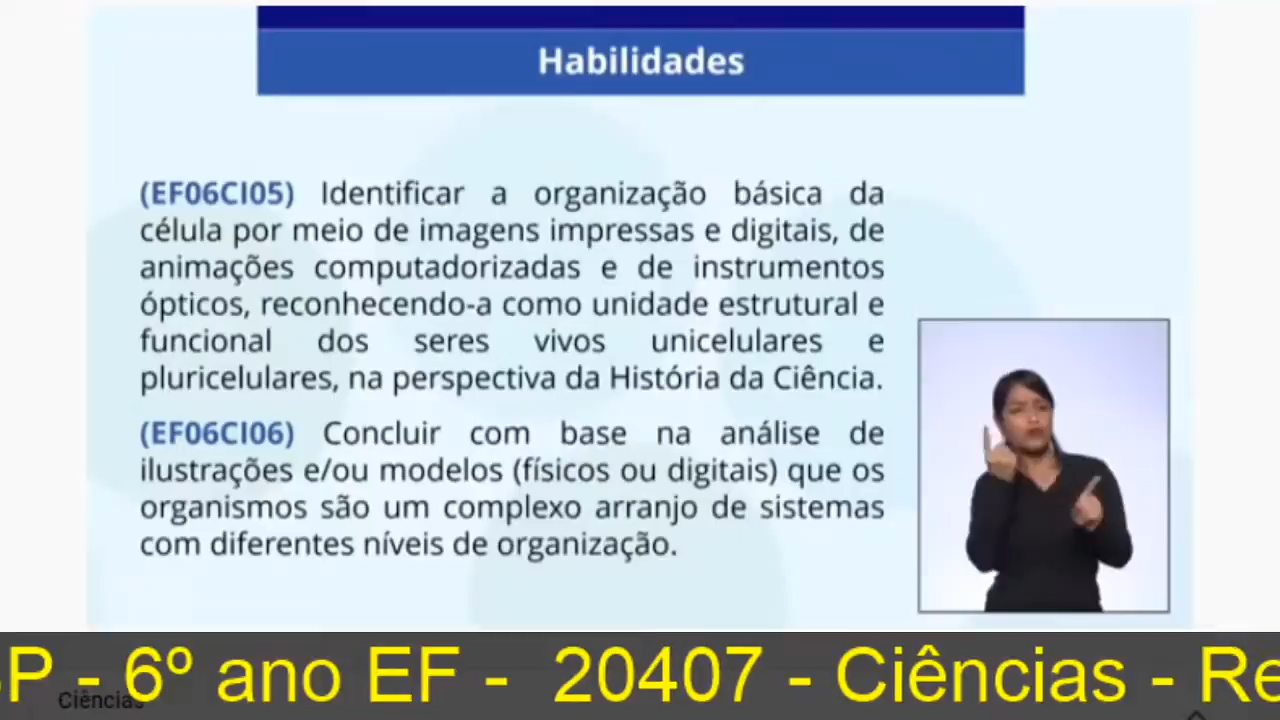 Habilidades
(EF06CI05) Identificar a organização básica da
célula por meio de imagens impressas e digitais, de
animações computadorizadas e de instrumentos
ópticos, reconhecendo-a como unidade estrutural e
funcional dos seres vivos unicelulares e
pluricelulares, na perspectiva da História da Ciência.
(EF06CI06) Concluir com base na análise de
ilustrações e/ou modelos (físicos ou digitais) que os
organismos são um complexo arranjo de sistemas
com diferentes níveis de organização.
P - 6º ano EF - 20407 - Ciências - Re
Ciências